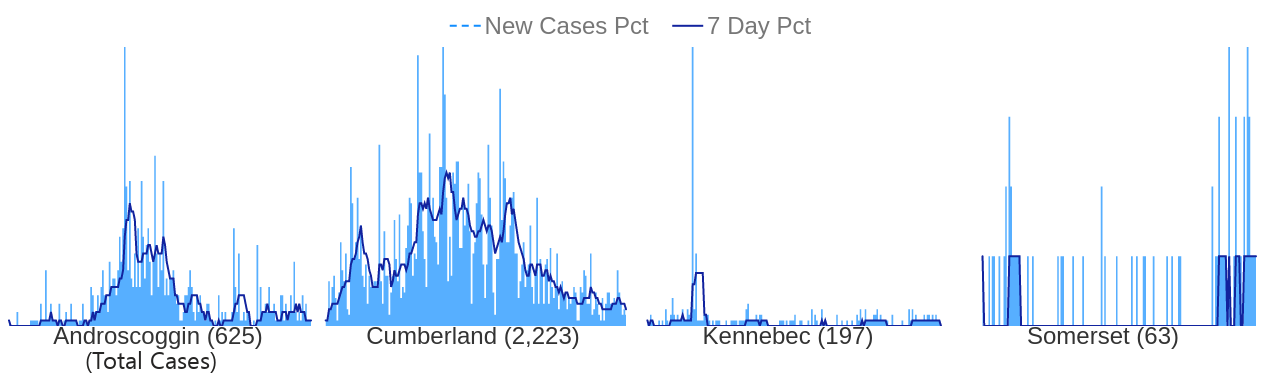 New Cases Pct 7 Day Pct
Androscoggin (625) Cumberland (2,223) Kennebec (197) Somerset (63)
(Total Cases)